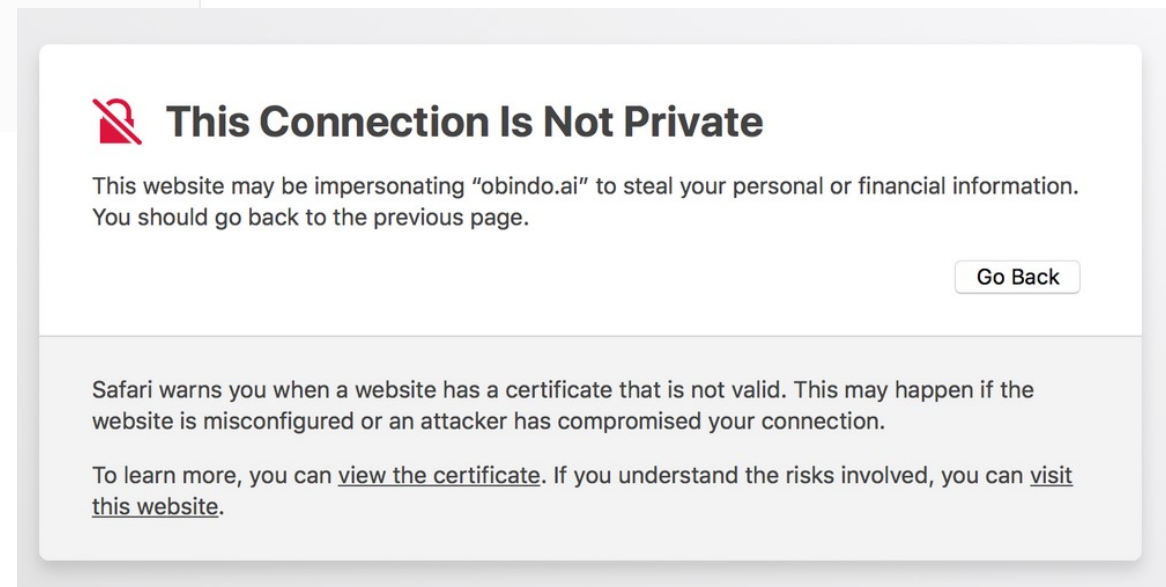 This Connection Is Not Private
This website may be impersonating “obindo.ai” to steal your personal or financial information.
You should go back to the previous page.
Go Back
Safari warns you when a website has a certificate that is not valid. This may happen if the
website is misconfigured or an attacker has compromised your connection.
To learn more, you can view the certificate. If you understand the risks involved, you can visit
this website.